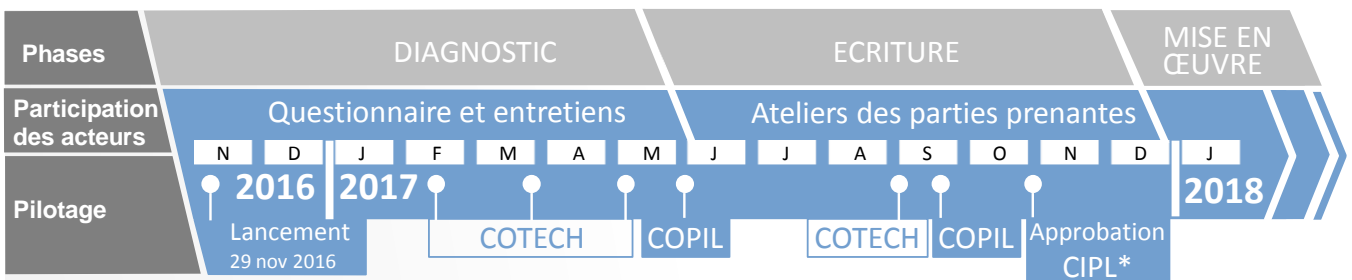 Phases
DIAGNOSTIC
ECRITURE
MISE EN
ŒUVRE
Participation
des acteurs
Questionnaire et entretiens
Ateliers des parties prenantes
N D J F M A M J J A S O N D J
2016 2017 2018
Pilotage
Lancement
29 nov 2016
COTECH
COPIL
COTECH
COPIL
Approbation
CIPL*